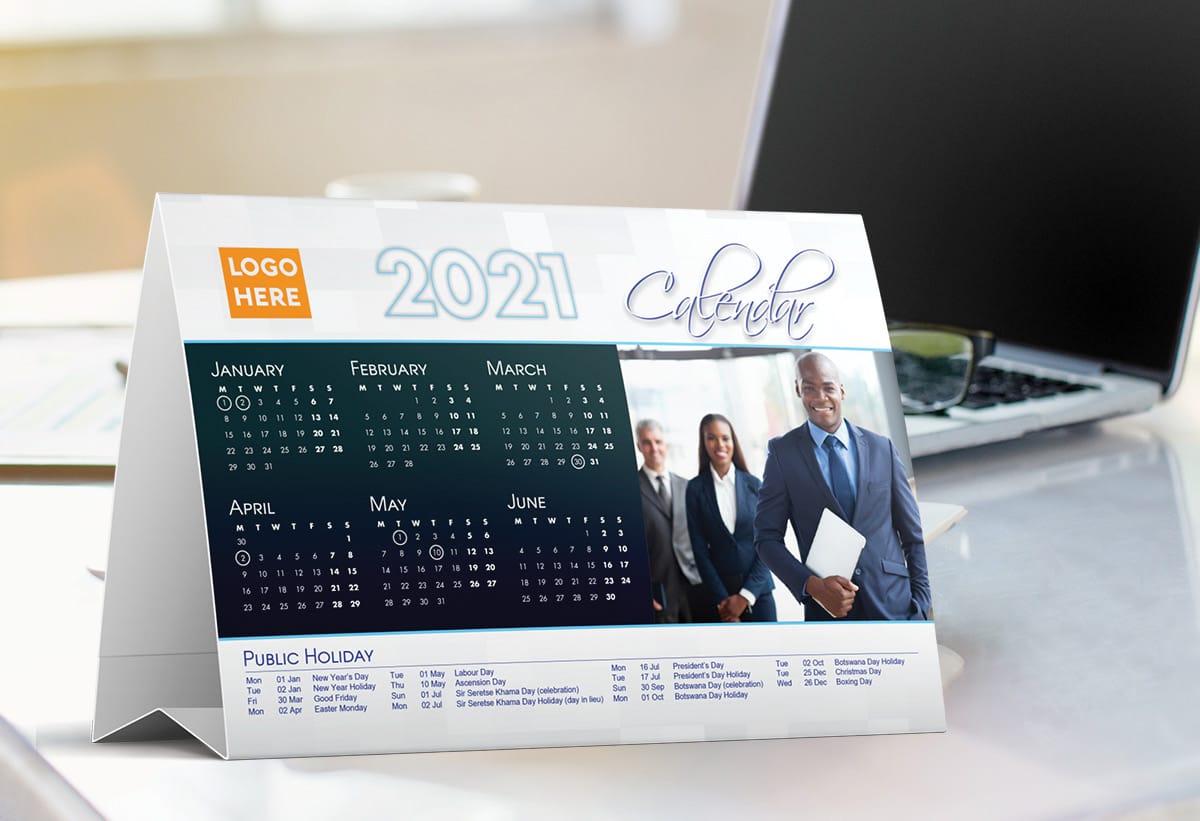 LOGO
HERE
2021
Calendar
JANUARY
M T W T F S S
1 2 3 4 5 6 7
8 9 10 11 12 13 14
15 16 17 18 19 20 21
22 23 24 25 26 27 28
29 30 31
FEBRUARY
M T W T F S S
1 2 3 4
5 6 7 8 9 10 11
12 13 14 15 16 17 18
19 20 21 22 23 24 25
26 27 28
MARCH
M T W T F S S
1 2 3 4
5 6 7 8 9 10 11
12 13 14 15 16 17 18
19 20 21 22 23 24 25
26 27 28 29 30 31
APRIL
M T W T F S S
30 1
2 3 4 5 6 7 8
9 10 11 12 13 14 15
16 17 18 19 20 21 22
23 24 25 26 27 28 29
MAY
M T W T F S S
1 2 3 4 5 6
7 8 9 10 11 12 13
14 15 16 17 18 19 20
21 22 23 24 25 26 27
28 29 30 31
JUNE
M T W T F S S
1 2 3
4 5 6 7 8 9 10
11 12 13 14 15 16 17
18 19 20 21 22 23 24
25 26 27 28 29 30
PUBLIC HOLIDAY
Mon 01 Jan New Year's Day
Tue 02 Jan New Year Holiday
Fri 30 Mar Good Friday
Mon 02 Apr Easter Monday
Tue 01 May Labour Day
Thu 10 May Ascension Day
Sun 01 Jul Sir Seretse Khama Day (celebration)
Mon 02 Jul Sir Seretse Khama Day Holiday (day in lieu)
Mon 16 Jul President's Day
Tue 17 Jul President's Day Holiday
Sun 30 Sep Botswana Day (celebration)
Mon 01 Oct Botswana Day Holiday
Tue 02 Oct Botswana Day Holiday
Tue 25 Dec Christmas Day
Wed 26 Dec Boxing Day